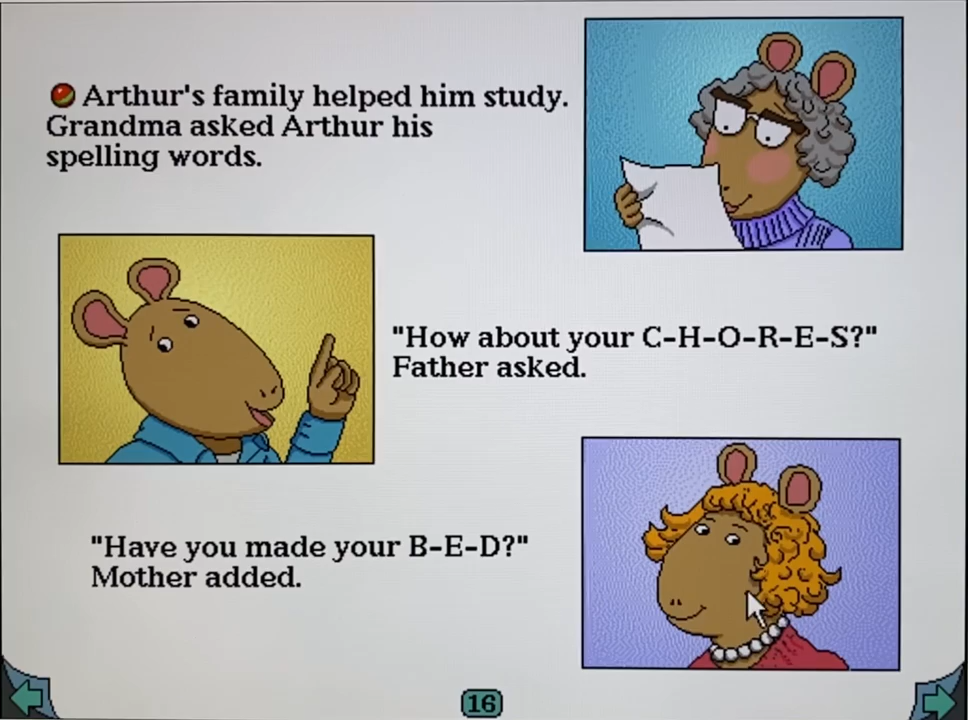 Arthur's family helped him study.
Grandma asked Arthur his
spelling words.
"How about your C-H-O-R-E-S?"
Father asked.
"Have you made your B-E-D?"
Mother added.
16